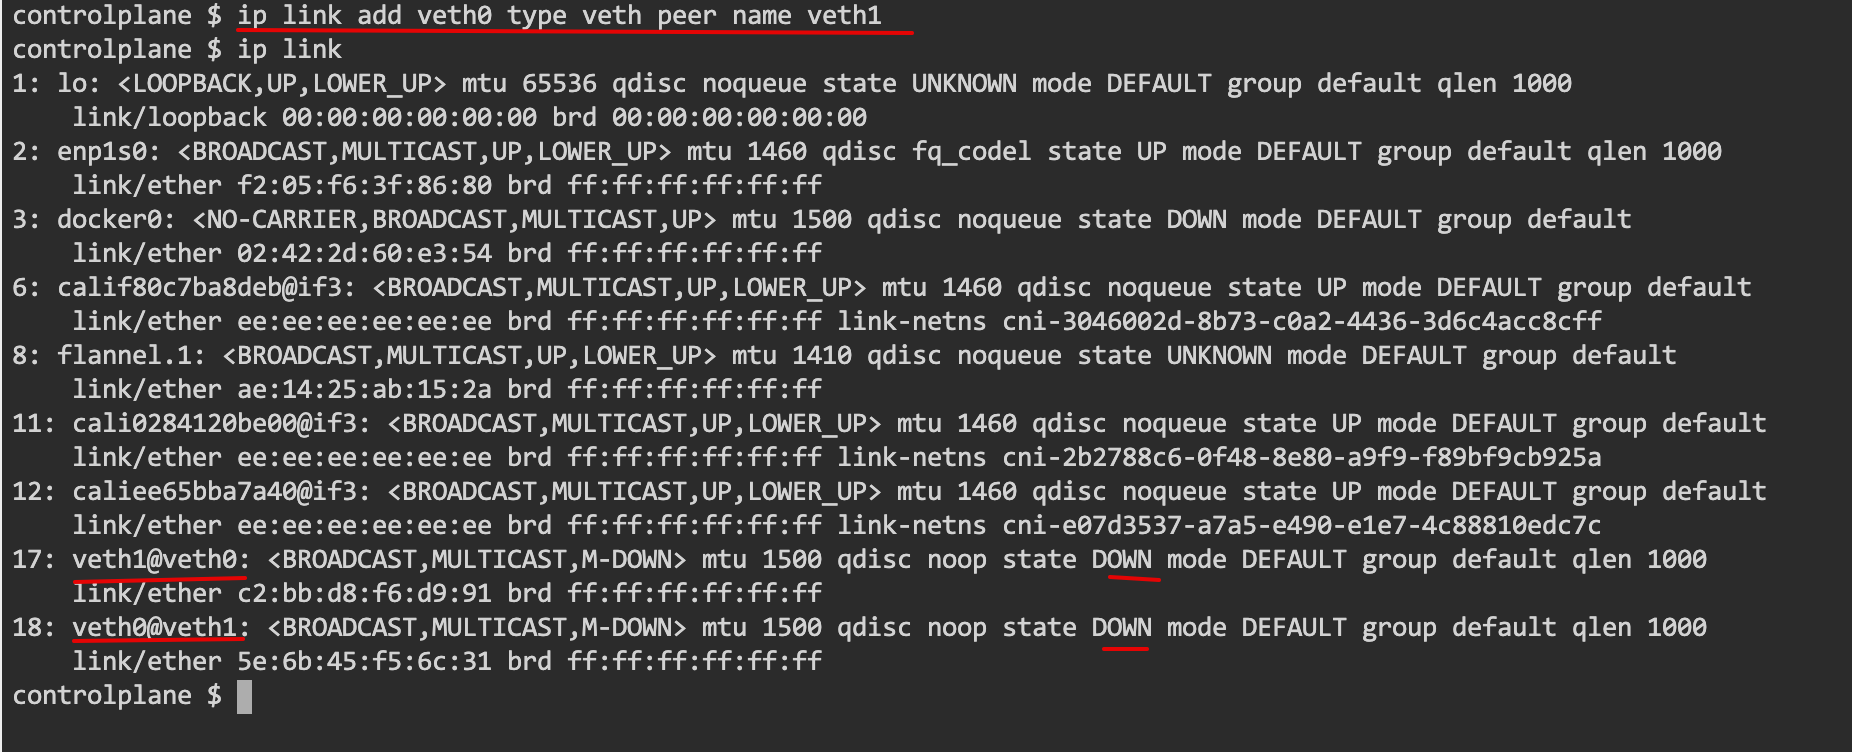 controlplane $ ip link add veth0 type veth peer name veth1
controlplane $ ip link
1: lo: <LOOPBACK,UP,LOWER_UP> mtu 65536 qdisc noqueue state UNKNOWN mode DEFAULT group default qlen 1000
    link/loopback 00:00:00:00:00:00 brd 00:00:00:00:00:00
2: enp1s0: <BROADCAST,MULTICAST,UP,LOWER_UP> mtu 1460 qdisc fq_codel state UP mode DEFAULT group default qlen 1000
    link/ether f2:05:f6:3f:86:80 brd ff:ff:ff:ff:ff:ff
3: docker0: <NO-CARRIER,BROADCAST,MULTICAST,UP> mtu 1500 qdisc noqueue state DOWN mode DEFAULT group default
    link/ether 02:42:2d:60:e3:54 brd ff:ff:ff:ff:ff:ff
6: calif80c7ba8deb@if3: <BROADCAST,MULTICAST,UP,LOWER_UP> mtu 1460 qdisc noqueue state UP mode DEFAULT group default
    link/ether ee:ee:ee:ee:ee:ee brd ff:ff:ff:ff:ff:ff link-netns cni-3046002d-8b73-c0a2-4436-3d6c4acc8cff
8: flannel.1: <BROADCAST,MULTICAST,UP,LOWER_UP> mtu 1410 qdisc noqueue state UNKNOWN mode DEFAULT group default
    link/ether ae:14:25:ab:15:2a brd ff:ff:ff:ff:ff:ff
11: cali0284120be00@if3: <BROADCAST,MULTICAST,UP,LOWER_UP> mtu 1460 qdisc noqueue state UP mode DEFAULT group default
    link/ether ee:ee:ee:ee:ee:ee brd ff:ff:ff:ff:ff:ff link-netns cni-2b2788c6-0f48-8e80-a9f9-f89bf9cb925a
12: caliee65bba7a40@if3: <BROADCAST,MULTICAST,UP,LOWER_UP> mtu 1460 qdisc noqueue state UP mode DEFAULT group default
    link/ether ee:ee:ee:ee:ee:ee brd ff:ff:ff:ff:ff:ff link-netns cni-e07d3537-a7a5-e490-e1e7-4c88810edc7c
17: veth1@veth0: <BROADCAST,MULTICAST,M-DOWN> mtu 1500 qdisc noop state DOWN mode DEFAULT group default qlen 1000
    link/ether c2:bb:d8:f6:d9:91 brd ff:ff:ff:ff:ff:ff
18: veth0@veth1: <BROADCAST,MULTICAST,M-DOWN> mtu 1500 qdisc noop state DOWN mode DEFAULT group default qlen 1000
    link/ether 5e:6b:45:f5:6c:31 brd ff:ff:ff:ff:ff:ff
controlplane $